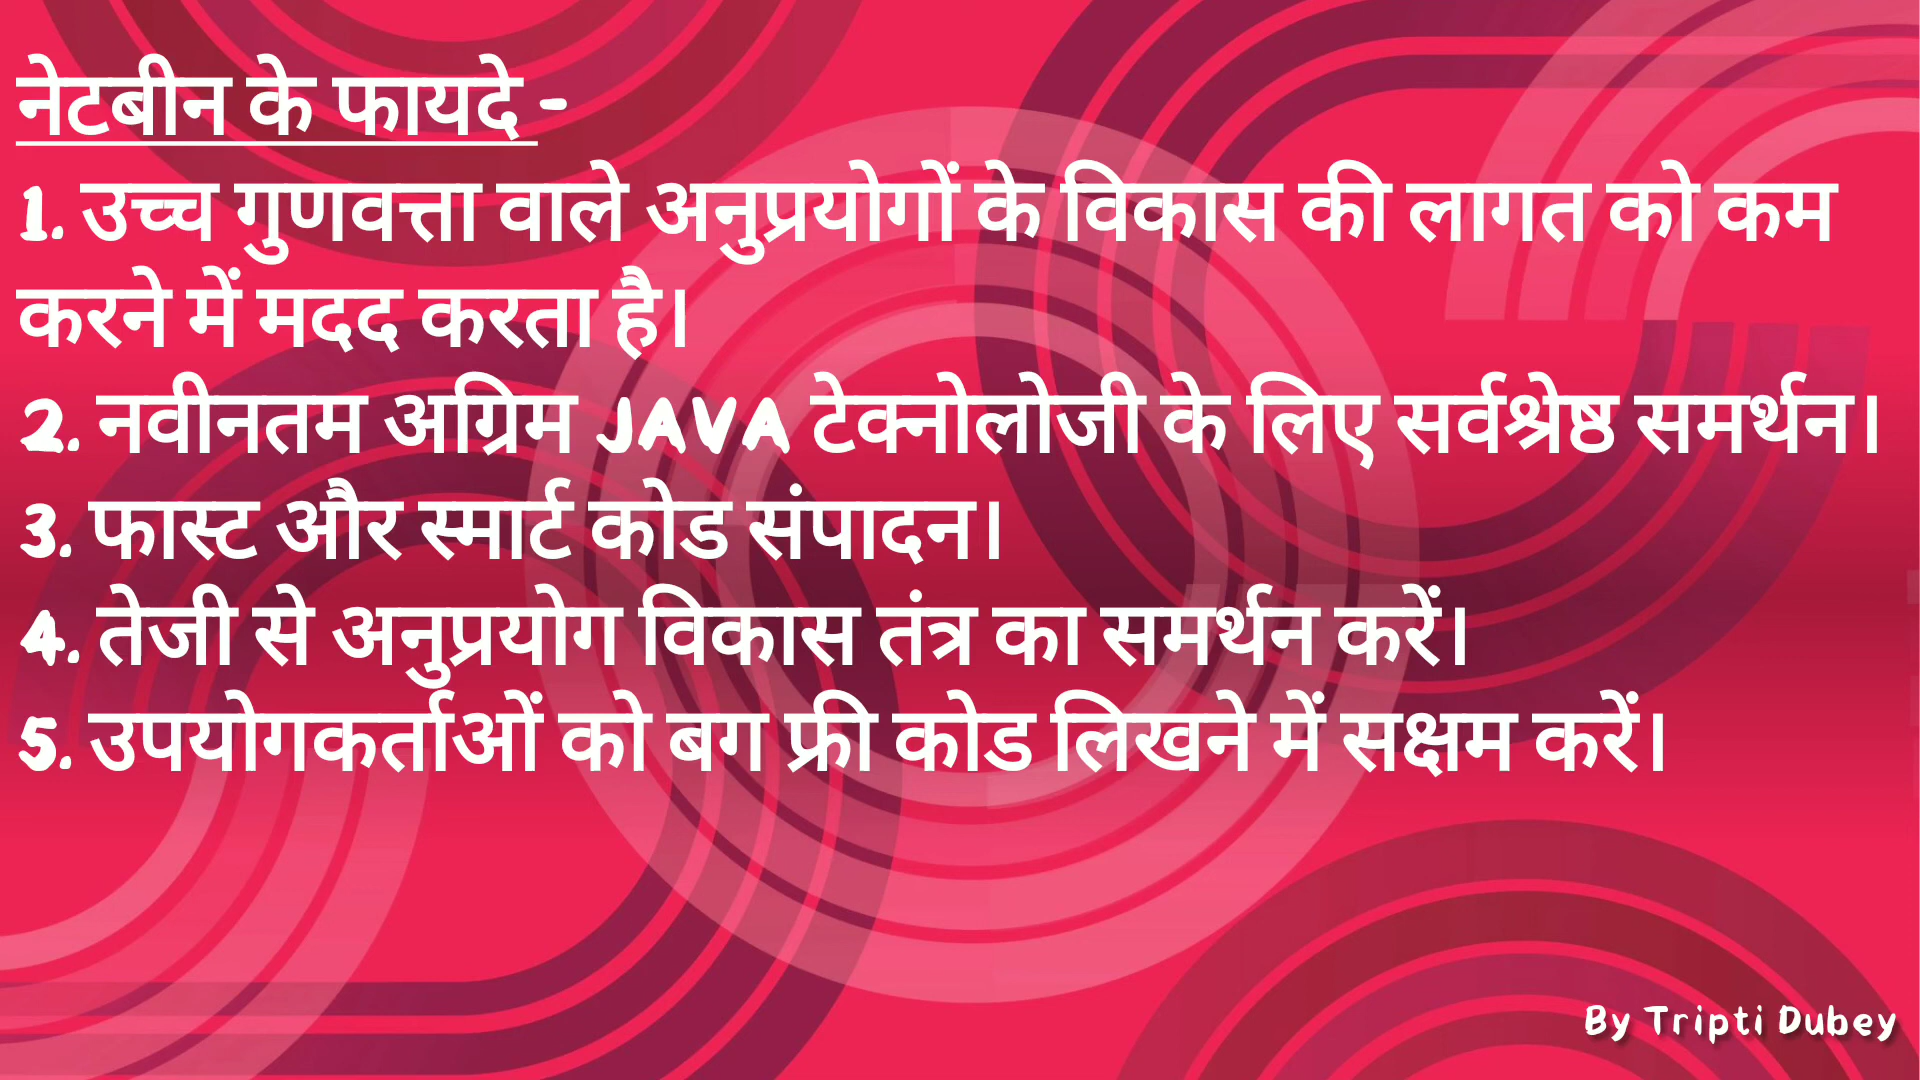 नेटबीन के फायदे -
1. उच्च गुणवत्ता वाले अनुप्रयोगों के विकास की लागत को कम
करने में मदद करता है।
2. नवीनतम अग्रिम JAVA टेक्नोलोजी के लिए सर्वश्रेष्ठ समर्थन।
3. फास्ट और स्मार्ट कोड संपादन।
4. तेजी से अनुप्रयोग विकास तंत्र का समर्थन करें।
5. उपयोगकर्ताओं को बग फ्री कोड लिखने में सक्षम करें।
By Tripti Dubey